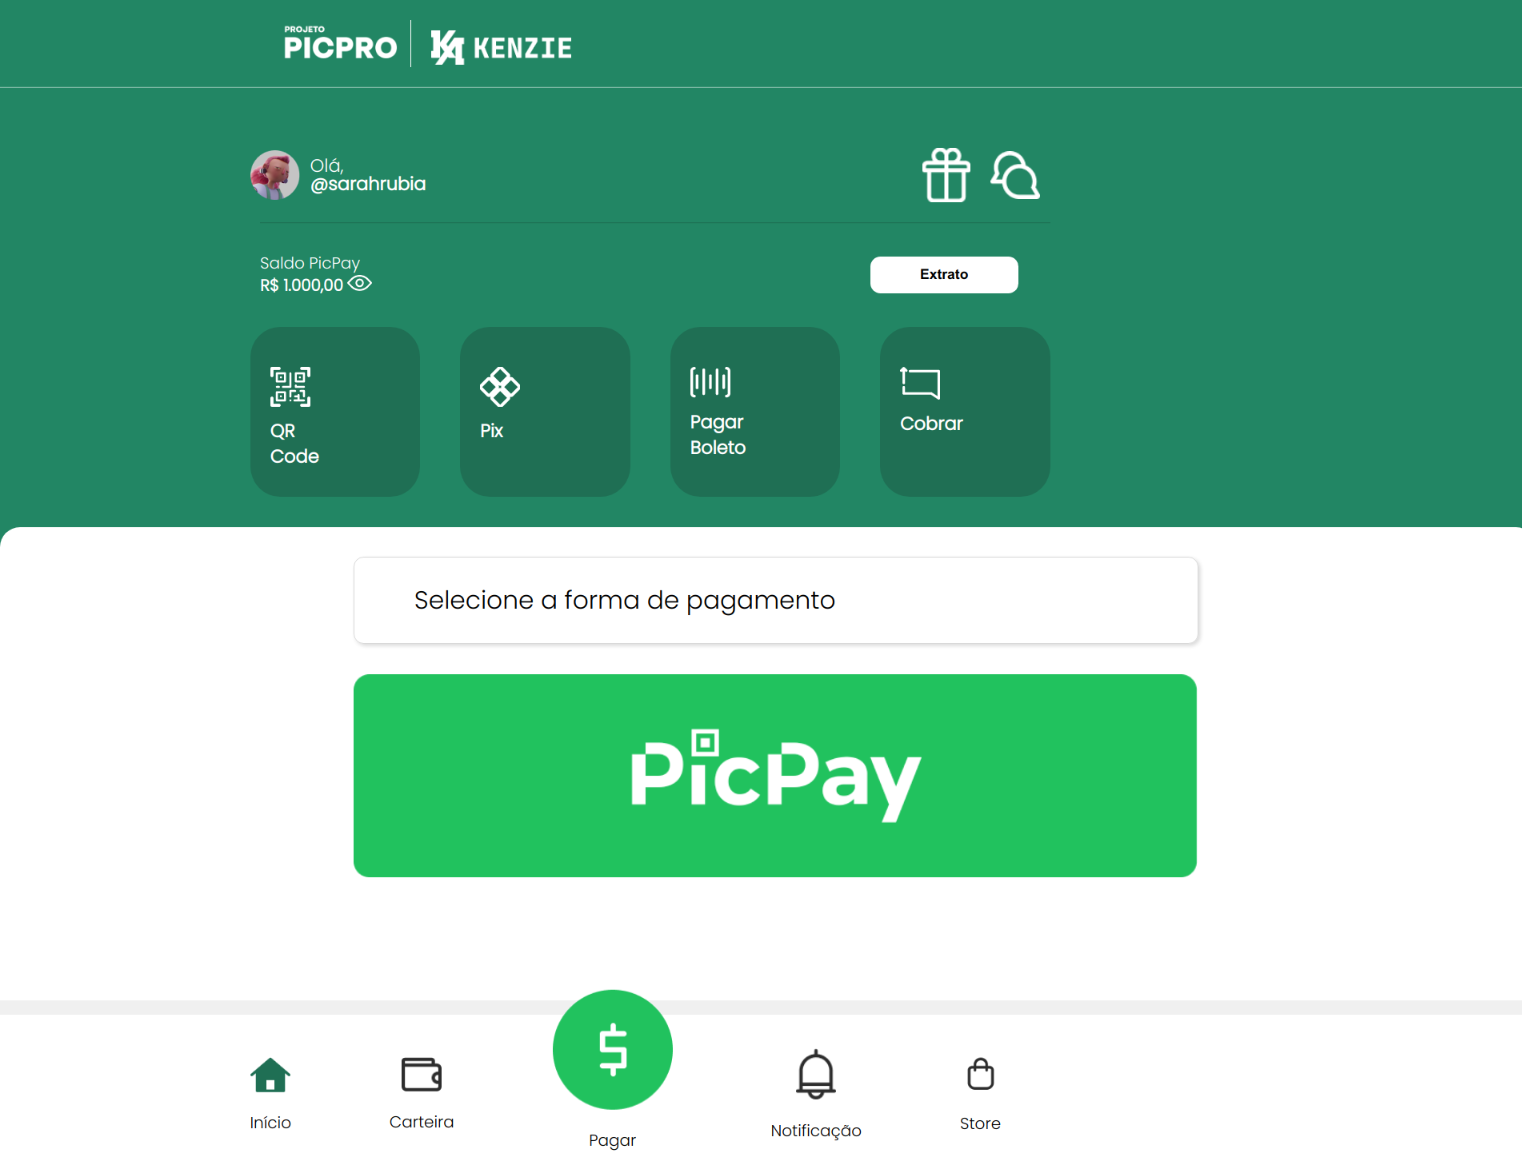 PROJETO
PICPRO
KENZIE
Olá,
@sarahrubia
Saldo PicPay
R$ 1.000,00
Extrato
QR
Code
Pix
Pagar
Boleto
Cobrar
Selecione a forma de pagamento
PicPay
Início
Carteira
Pagar
Notificação
Store